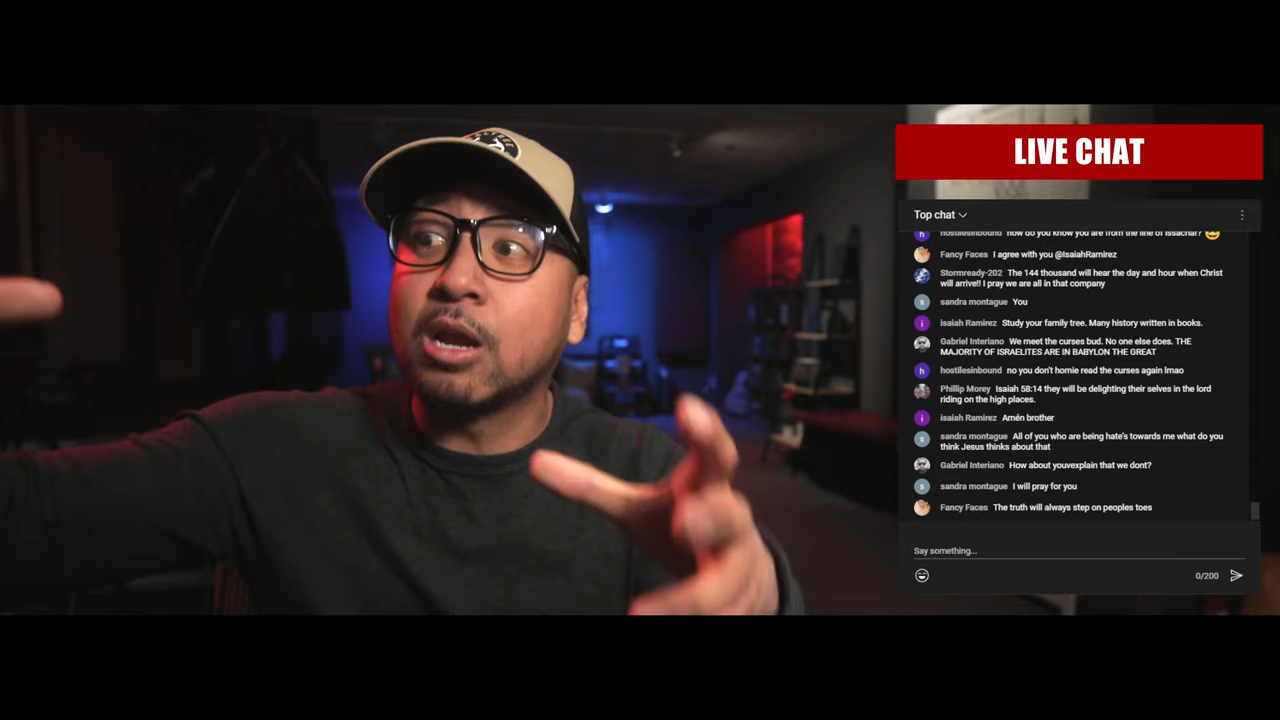 LIVE CHAT
Top chat
hostilesinbound how do you know you are from the line of issachar?
Fancy Faces I agree with you @IsaiahRamirez
Stormready-202 The 144 thousand will hear the day and hour when Christ
will arrive!! I pray we are all in that company
sandra montague You
isaiah Ramirez Study your family tree. Many history written in books.
Gabriel Interiano We meet the curses bud. No one else does. THE
MAJORITY OF ISRAELITES ARE IN BABYLON THE GREAT
hostilesinbound no you don't homie read the curses again lmao
Phillip Morey Isaiah 58:14 they will be delighting their selves in the lord
riding on the high places.
isaiah Ramirez Amén brother
sandra montague All of you who are being hate's towards me what do you
think Jesus thinks about that
Gabriel Interiano How about youvexplain that we dont?
sandra montague I will pray for you
Fancy Faces The truth will always step on peoples toes
Say something...
0/200